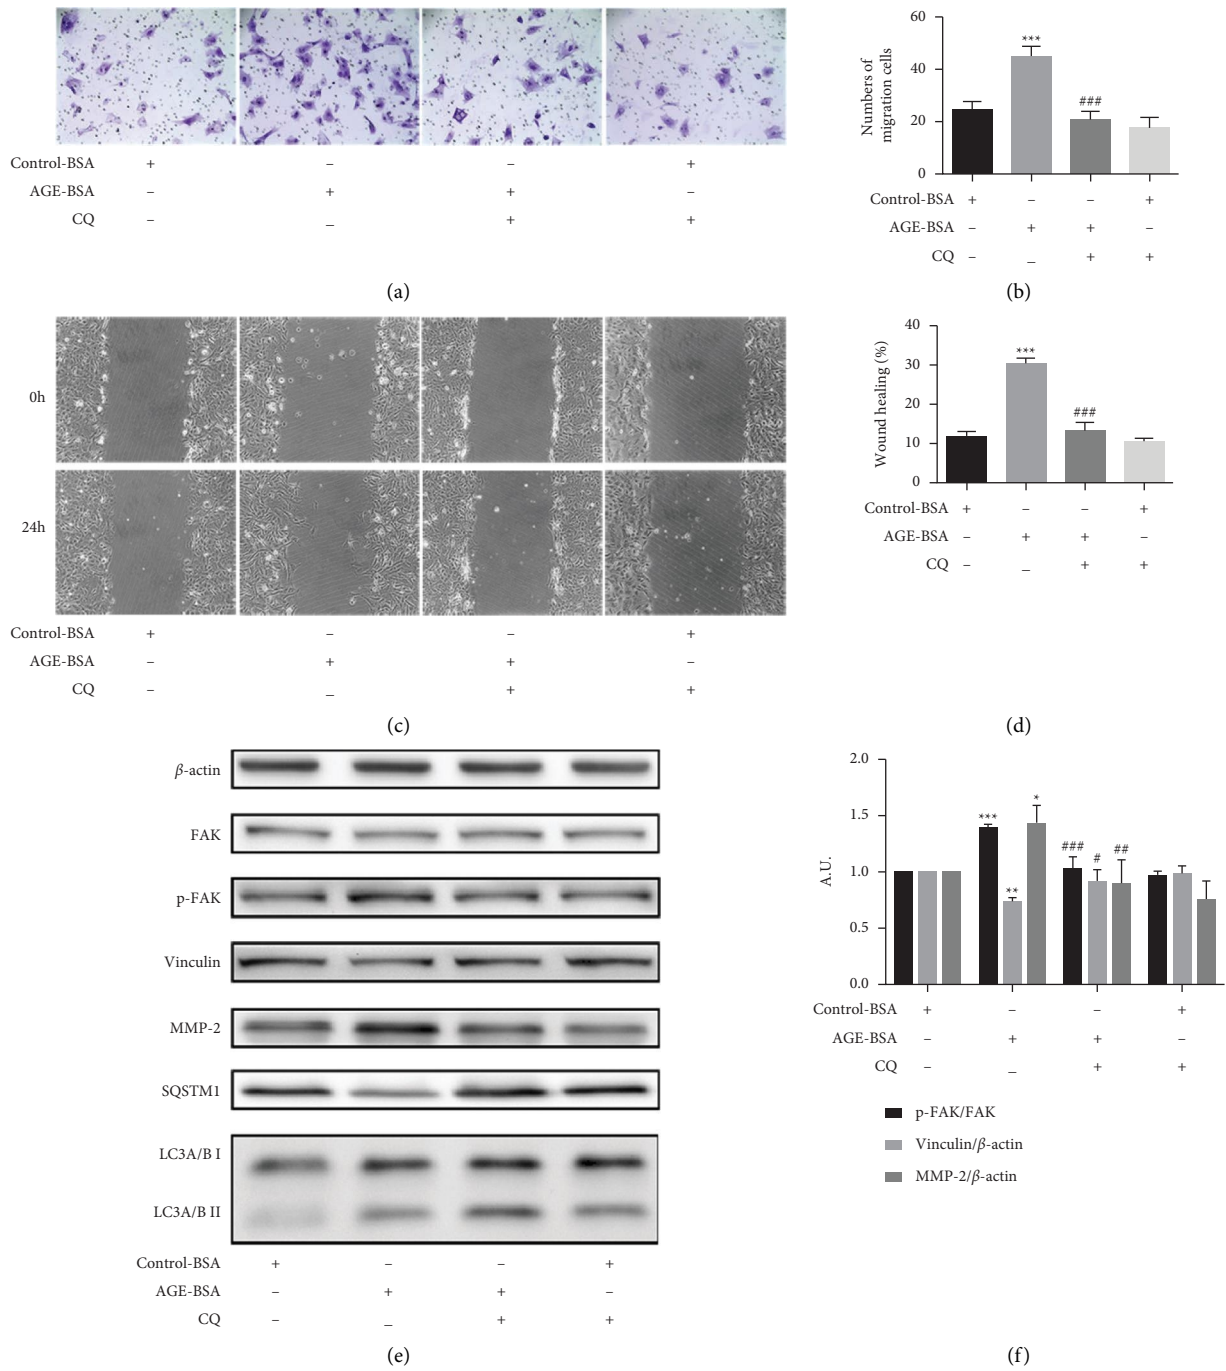 Control-BSA + – – +
AGE-BSA – + + –
CQ – _ + +
(a)
60
40
20
0
Numbers of
migration cells
***
###
Control-BSA + – – +
AGE-BSA – + + –
CQ – _ + +
(b)
0h
24h
Control-BSA + – – +
AGE-BSA – + + –
CQ – _ + +
(c)
40
30
20
10
0
Wound healing (%)
***
###
Control-BSA + – – +
AGE-BSA – + + –
CQ – _ + +
(d)
β-actin
FAK
p-FAK
Vinculin
MMP-2
SQSTM1
LC3A/B I
LC3A/B II
Control-BSA + – – +
AGE-BSA – + + –
CQ – _ + +
(e)
2.0
1.5
1.0
0.5
0.0
A.U.
*** ** *
### # ##
Control-BSA + – – +
AGE-BSA – + + –
CQ – _ + +
p-FAK/FAK
Vinculin/β-actin
MMP-2/β-actin
(f)